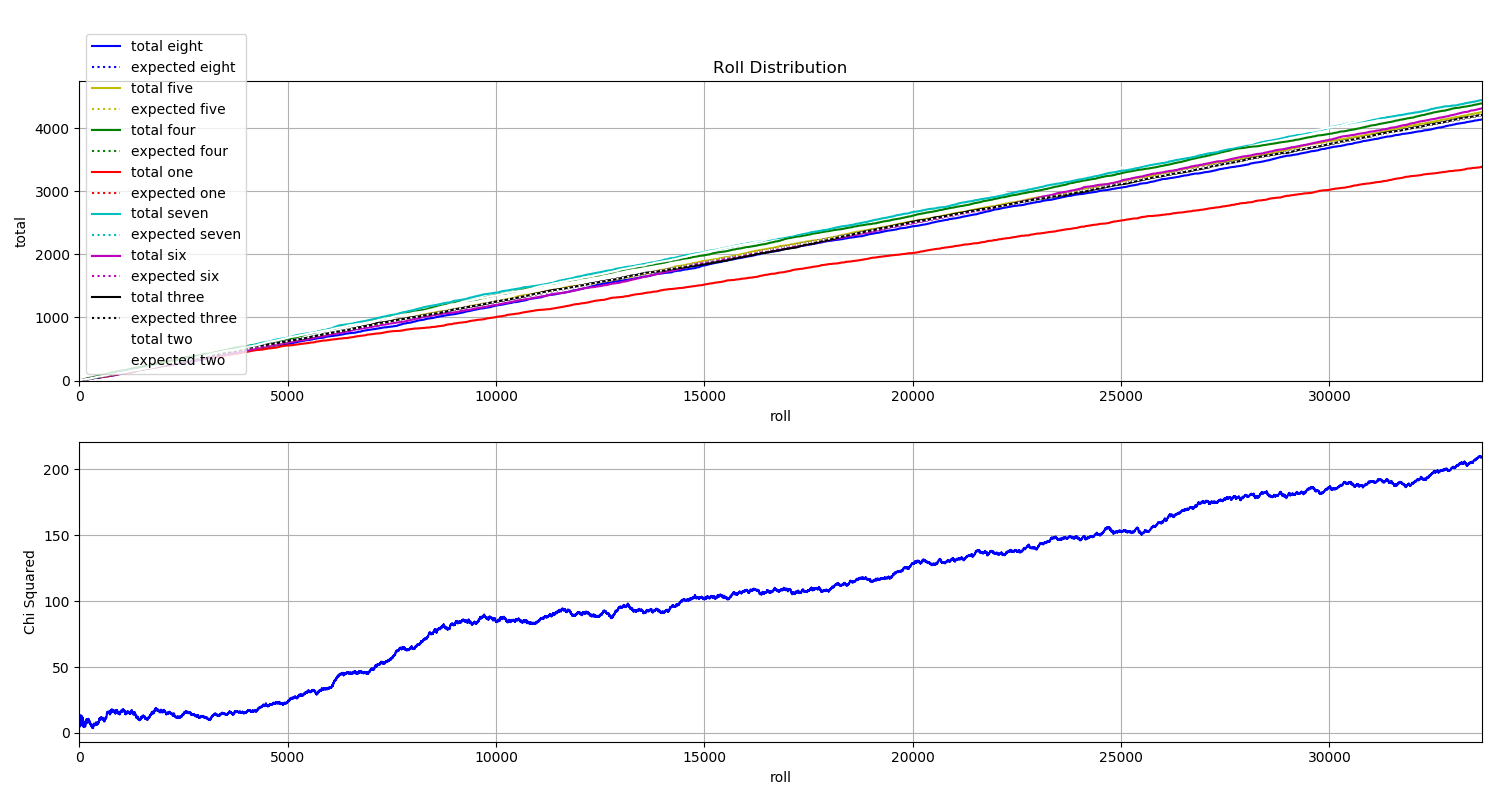 Roll Distribution
total eight
expected eight
total five
expected five
total four
expected four
total one
expected one
total seven
expected seven
total six
expected six
total three
expected three
total two
expected two
total
4000
3000
2000
1000
0
0 5000 10000 15000 20000 25000 30000
roll
Chi Squared
200
150
100
50
0
0 5000 10000 15000 20000 25000 30000
roll